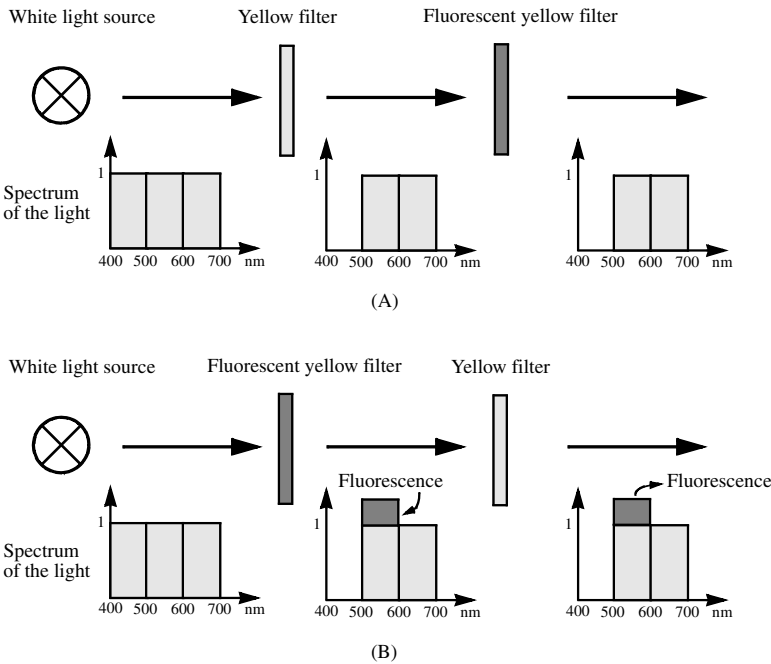 White light source Yellow filter Fluorescent yellow filter
Spectrum
of the light
1 1 1
400 500 600 700 nm 400 500 600 700 nm 400 500 600 700 nm
(A)
White light source Fluorescent yellow filter Yellow filter
Fluorescence Fluorescence
Spectrum
of the light
1 1 1
400 500 600 700 nm 400 500 600 700 nm 400 500 600 700 nm
(B)